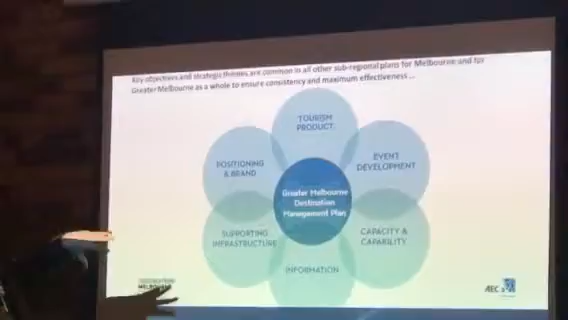 Key objectives and strategic themes are common in all other sub-regional plans for Melbourne and for
Greater Melbourne as a whole to ensure consistency and maximum effectiveness ...
TOURISM
PRODUCT
POSITIONING
& BRAND
EVENT
DEVELOPMENT
Greater Melbourne
Destination
Management Plan
SUPPORTING
INFRASTRUCTURE
CAPACITY &
CAPABILITY
INFORMATION
DESTINATION
MELBOURNE
AEC